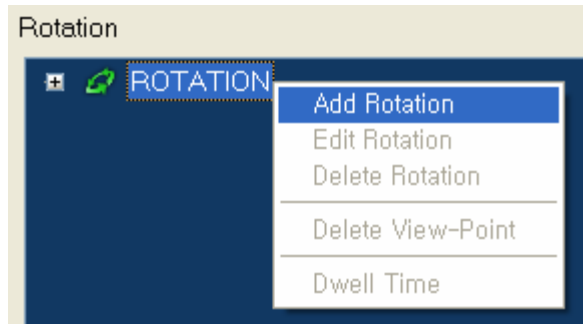 Rotation
ROTATION
Add Rotation
Edit Rotation
Delete Rotation
Delete View-Point
Dwell Time